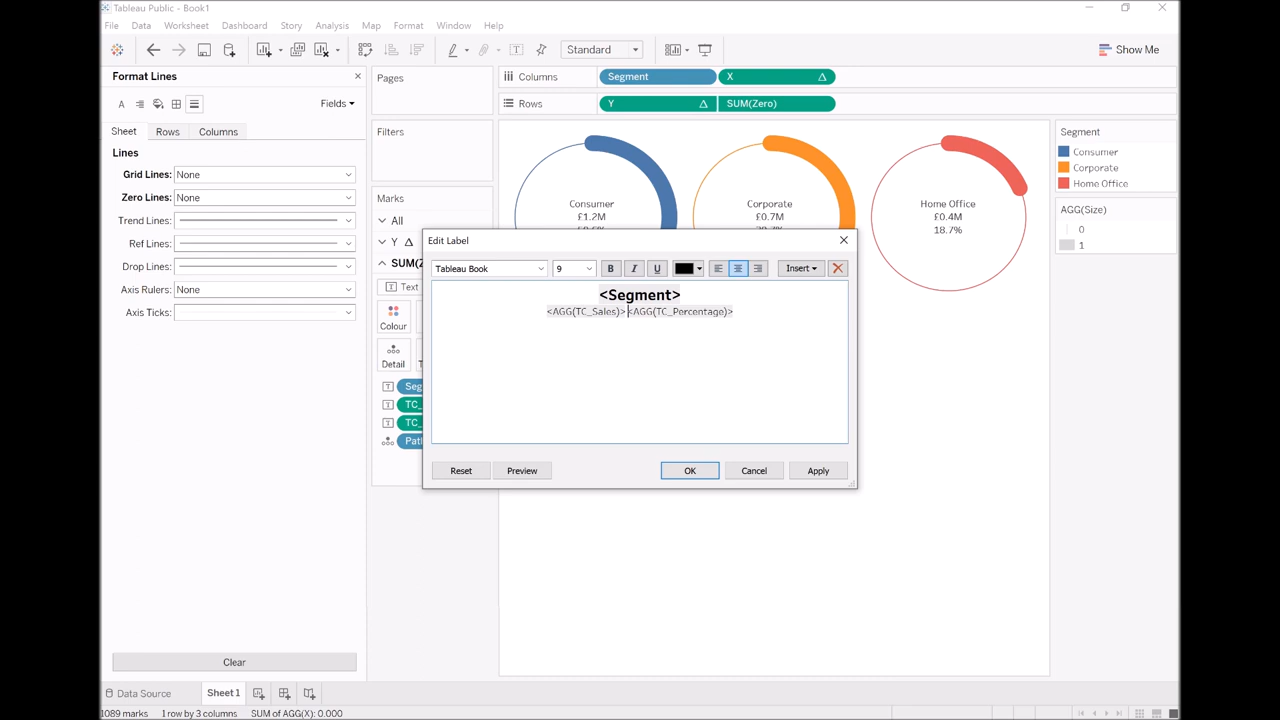 Tableau Public - Book1
File Data Worksheet Dashboard Story Analysis Map Format Window Help
Standard
Show Me
Format Lines
Fields
Sheet Rows Columns
Lines
Grid Lines: None
Zero Lines: None
Trend Lines:
Ref Lines:
Drop Lines:
Axis Rulers: None
Axis Ticks:
Clear
Pages
Filters
Marks
All
Y
SUM(Z
Text
Colour
Detail
Seg
TC_
TC_
Pat
Columns Segment X
Rows Y SUM(Zero)
Consumer
£1.2M
Corporate
£0.7M
Home Office
£0.4M
18.7%
Segment
Consumer
Corporate
Home Office
AGG(Size)
0
1
Edit Label
Tableau Book 9 B I U Insert
<Segment>
<AGG(TC_Sales)> <AGG(TC_Percentage)>
Reset Preview OK Cancel Apply
Data Source Sheet 1
1089 marks 1 row by 3 columns SUM of AGG(X): 0.000